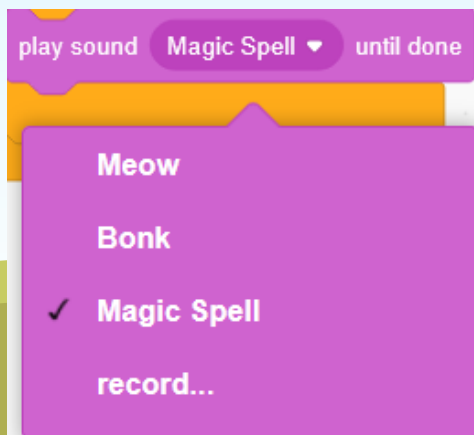 play sound Magic Spell until done
Meow
Bonk
Magic Spell
record...